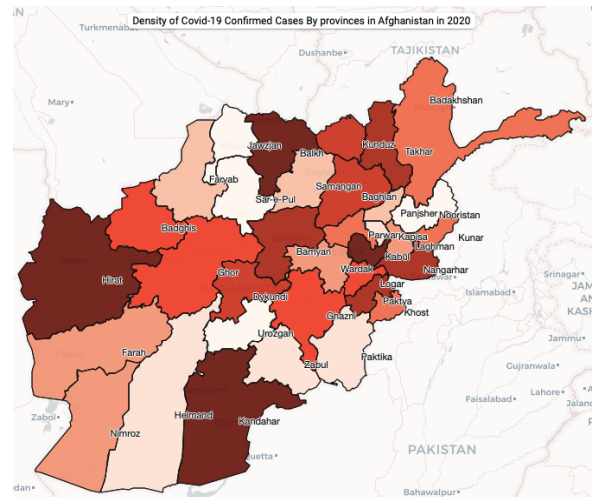 Density of Covid-19 Confirmed Cases By provinces in Afghanistan in 2020
Turkmenabat
Dushanbe
TAJIKISTAN
Mary
Badakhshan
Jawzjan
Kunduz
Balkh
Takhar
Faryab
Samangan
Sar-e-Pul
Baghlan
Panjsher
Nooristan
Badghis
Parwan
Kapisa
Kunar
Laghman
Bamyan
Kabul
Hirat
Ghor
Wardak
Nangarhar
Srinagar
Logar
Islamabad
Dykundi
Paktya
Khost
Ghazni
Urozgan
Jammu
Farah
Paktika
Zabul
Gujranwala
Zabol
Faisalabad
Lahore
Helmand
Kandahar
Nimroz
PAKISTAN
Bahawalpur